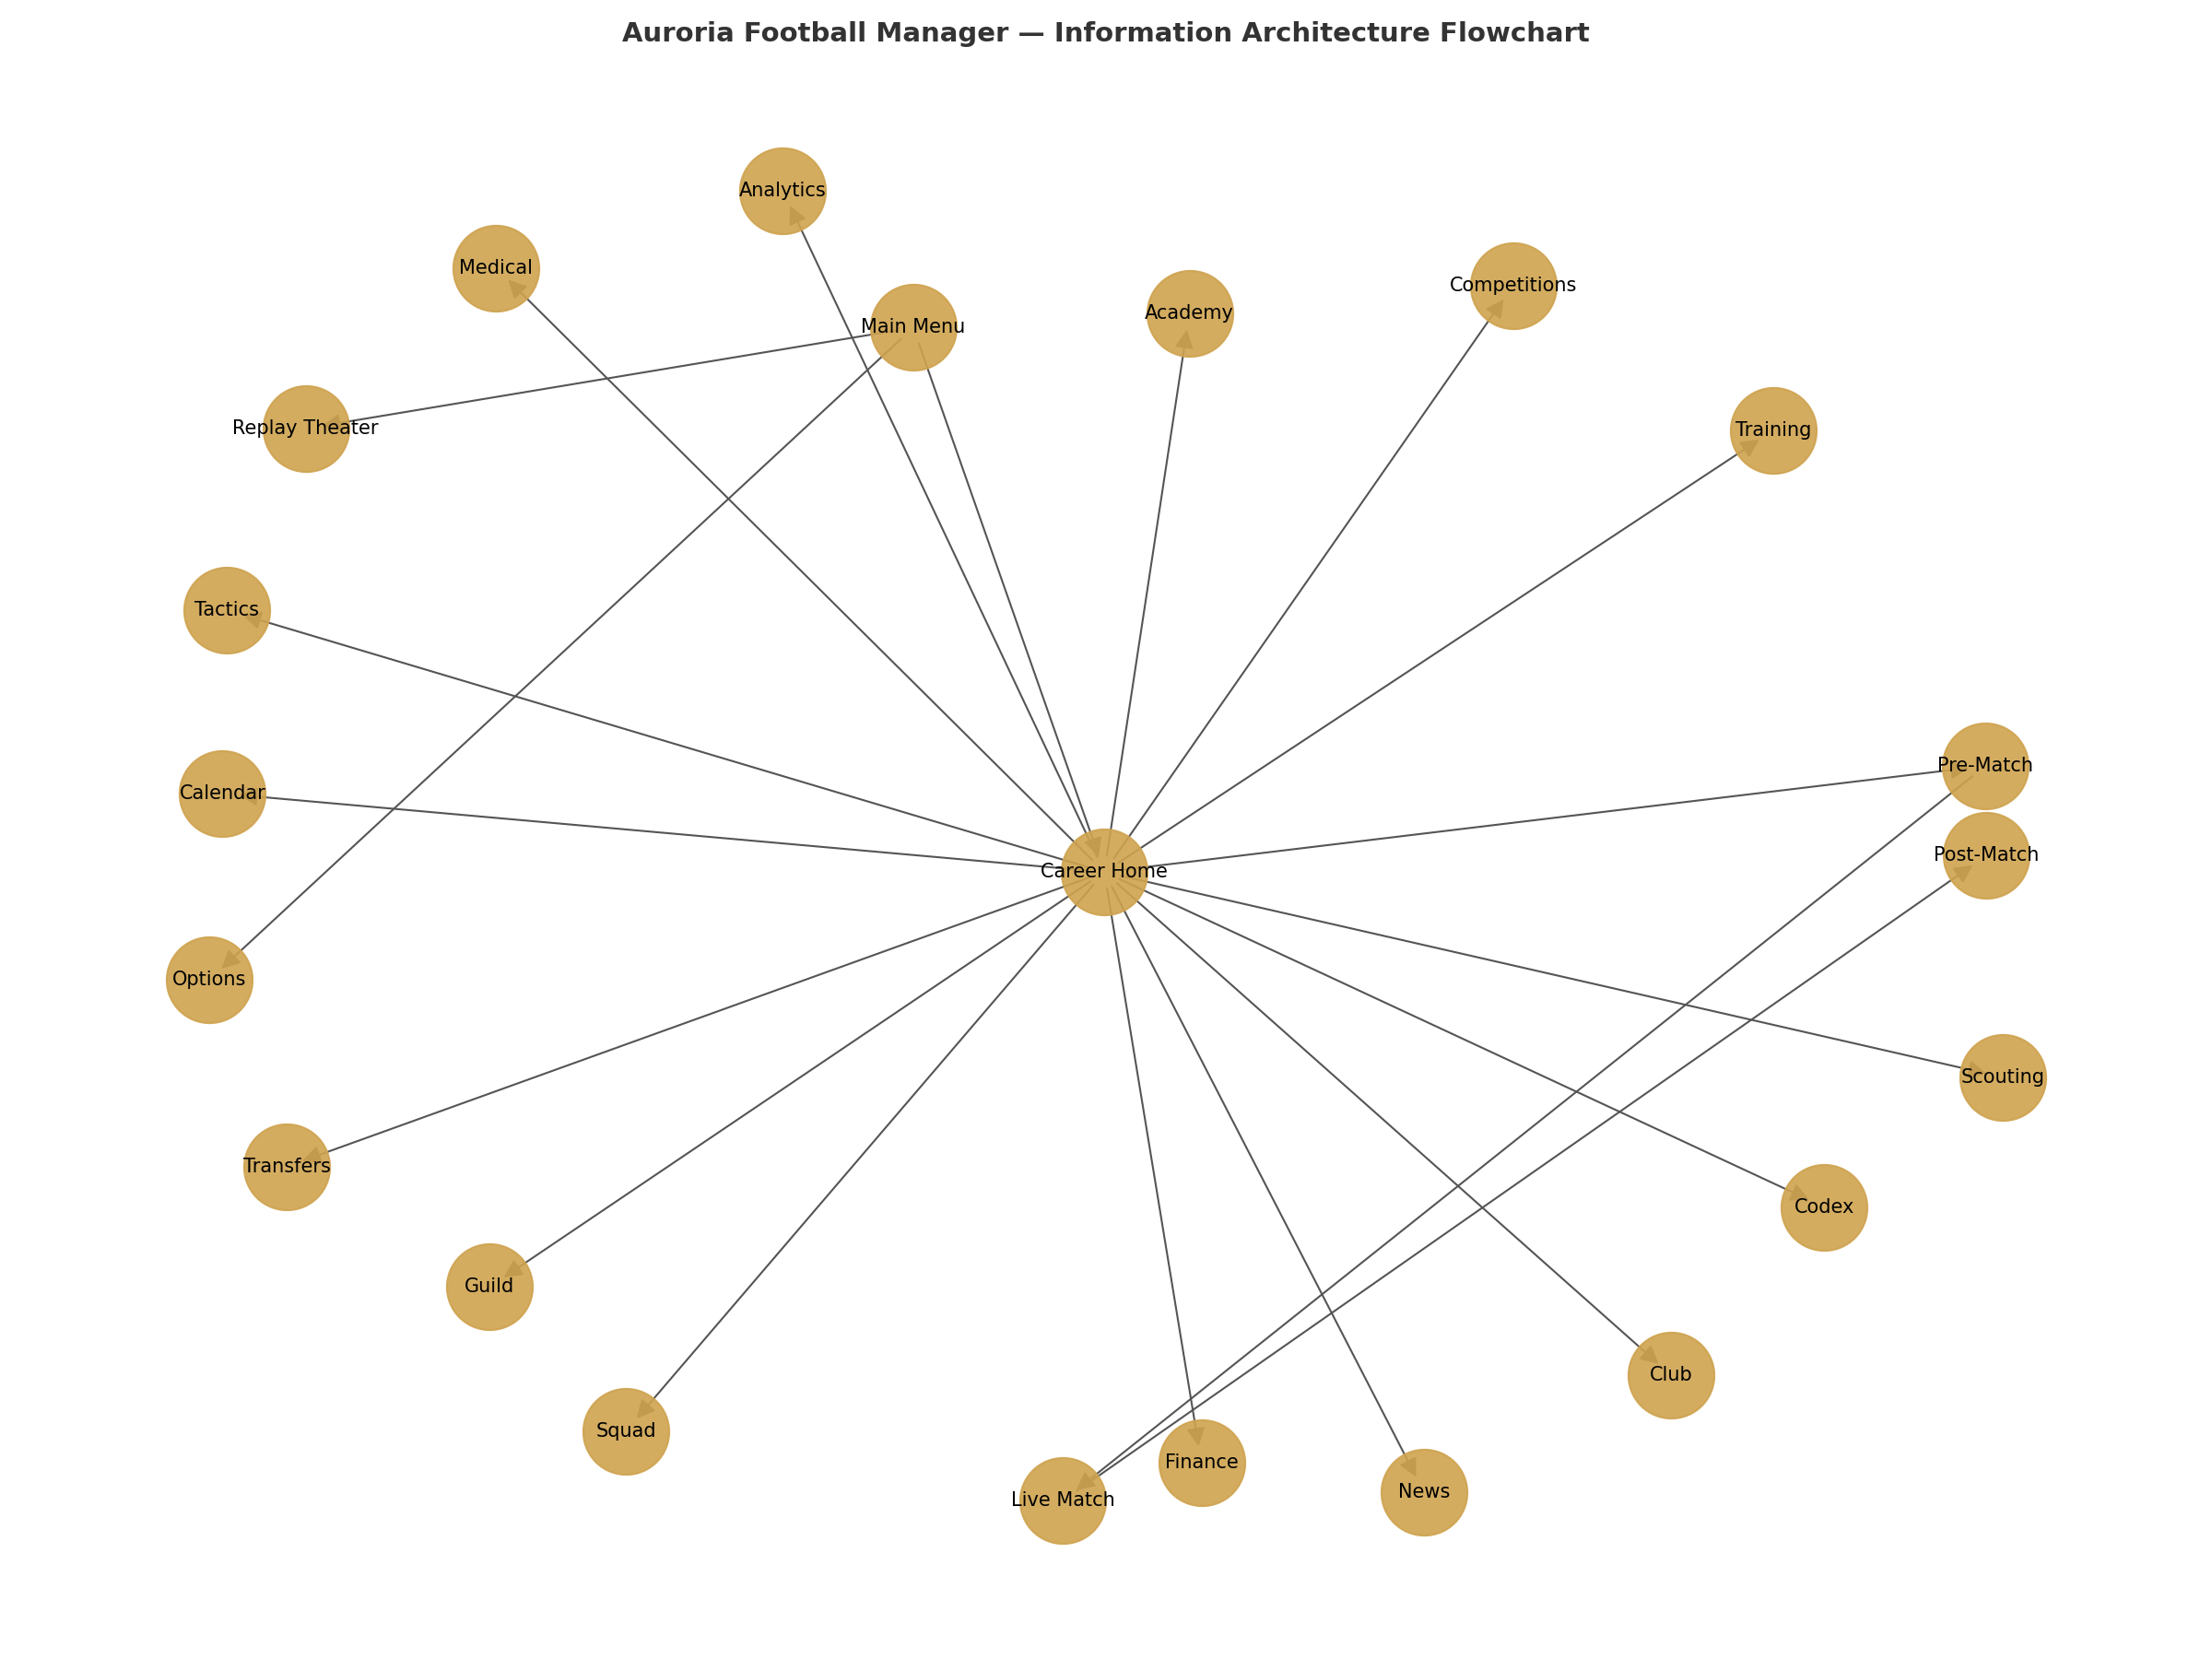 Auroria Football Manager — Information Architecture Flowchart
Analytics
Medical
Competitions
Academy
Main Menu
Replay Theater
Training
Tactics
Pre-Match
Calendar
Post-Match
Career Home
Options
Scouting
Transfers
Codex
Guild
Club
Squad
Finance
News
Live Match